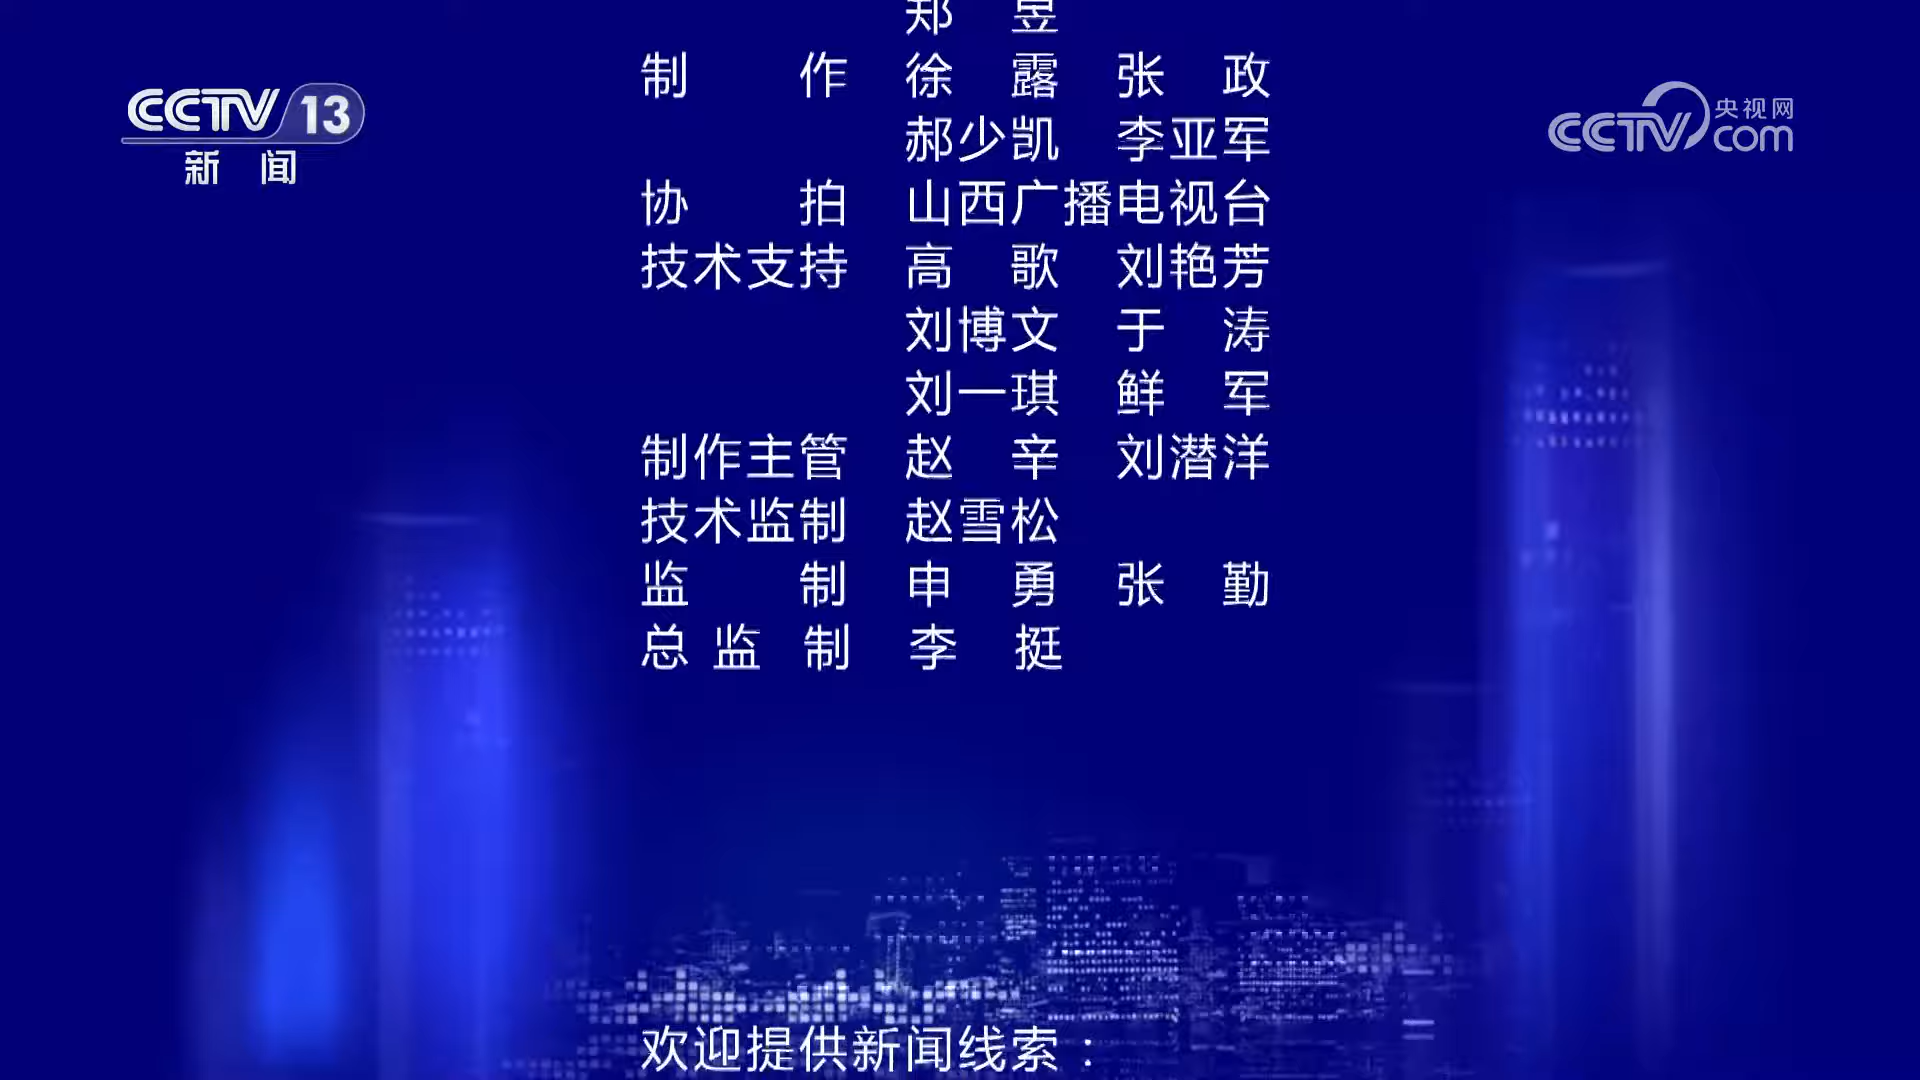 郑 昱
制 作 徐 露 张 政
郝少凯 李亚军
协 拍 山西广播电视台
技术支持 高 歌 刘艳芳
刘博文 于 涛
刘一琪 鲜 军
制作主管 赵 辛 刘潜洋
技术监制 赵雪松
监 制 申 勇 张 勤
总 监 制 李 挺
欢迎提供新闻线索：
CCTV 13
新 闻
CCTV 央视网
com